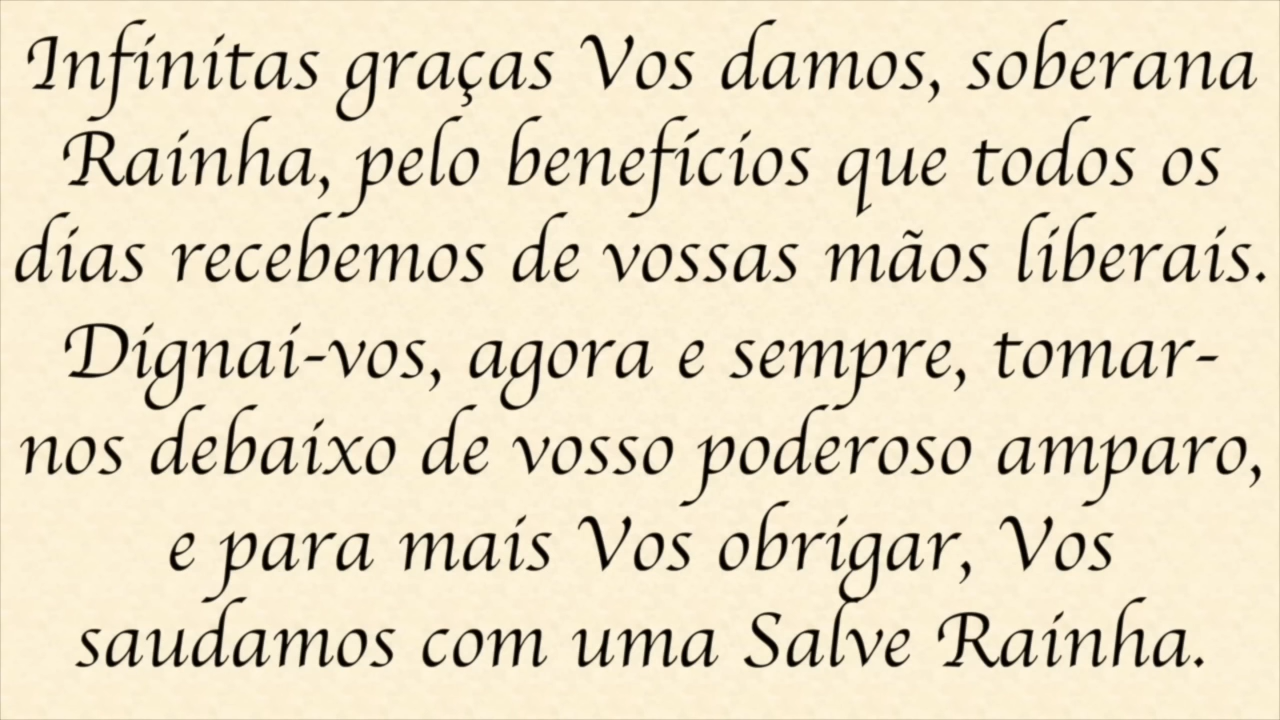 Infinitas graças Vos damos, soberana
Rainha, pelo benefícios que todos os
dias recebemos de vossas mãos liberais.
Dignai-vos, agora e sempre, tomar-
nos debaixo de vosso poderoso amparo,
e para mais Vos obrigar, Vos
saudamos com uma Salve Rainha.